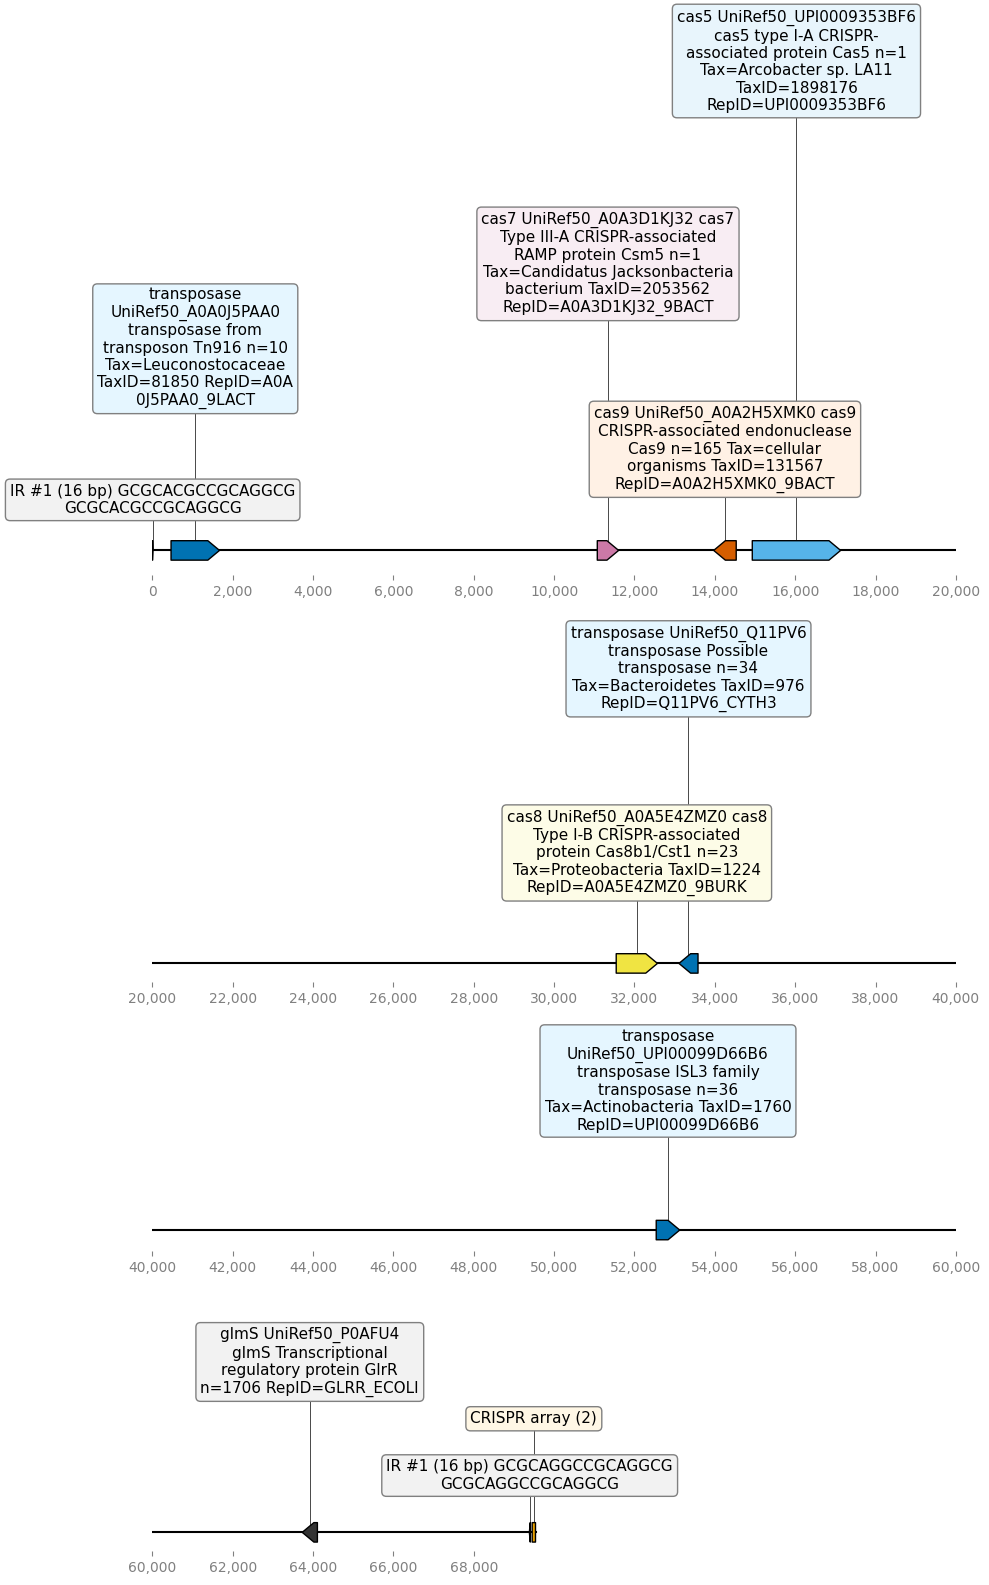 cas5 UniRef50_UPI0009353BF6
cas5 type I-A CRISPR-
associated protein Cas5 n=1
Tax=Arcobacter sp. LA11
TaxID=1898176
RepID=UPI0009353BF6
cas7 UniRef50_A0A3D1KJ32 cas7
Type III-A CRISPR-associated
RAMP protein Csm5 n=1
Tax=Candidatus Jacksonbacteria
bacterium TaxID=2053562
RepID=A0A3D1KJ32_9BACT
transposase
UniRef50_A0A0J5PAA0
transposase from
transposon Tn916 n=10
Tax=Leuconostocaceae
TaxID=81850 RepID=A0A
0J5PAA0_9LACT
cas9 UniRef50_A0A2H5XMK0 cas9
CRISPR-associated endonuclease
Cas9 n=165 Tax=cellular
organisms TaxID=131567
RepID=A0A2H5XMK0_9BACT
IR #1 (16 bp) GCGCACGCCGCAGGCG
GCGCACGCCGCAGGCG
0 2,000 4,000 6,000 8,000 10,000 12,000 14,000 16,000 18,000 20,000
transposase UniRef50_Q11PV6
transposase Possible
transposase n=34
Tax=Bacteroidetes TaxID=976
RepID=Q11PV6_CYTH3
cas8 UniRef50_A0A5E4ZMZ0 cas8
Type I-B CRISPR-associated
protein Cas8b1/Cst1 n=23
Tax=Proteobacteria TaxID=1224
RepID=A0A5E4ZMZ0_9BURK
20,000 22,000 24,000 26,000 28,000 30,000 32,000 34,000 36,000 38,000 40,000
transposase
UniRef50_UPI00099D66B6
transposase ISL3 family
transposase n=36
Tax=Actinobacteria TaxID=1760
RepID=UPI00099D66B6
40,000 42,000 44,000 46,000 48,000 50,000 52,000 54,000 56,000 58,000 60,000
glmS UniRef50_P0AFU4
glmS Transcriptional
regulatory protein GlrR
n=1706 RepID=GLRR_ECOLI
CRISPR array (2)
IR #1 (16 bp) GCGCAGGCCGCAGGCG
GCGCAGGCCGCAGGCG
60,000 62,000 64,000 66,000 68,000